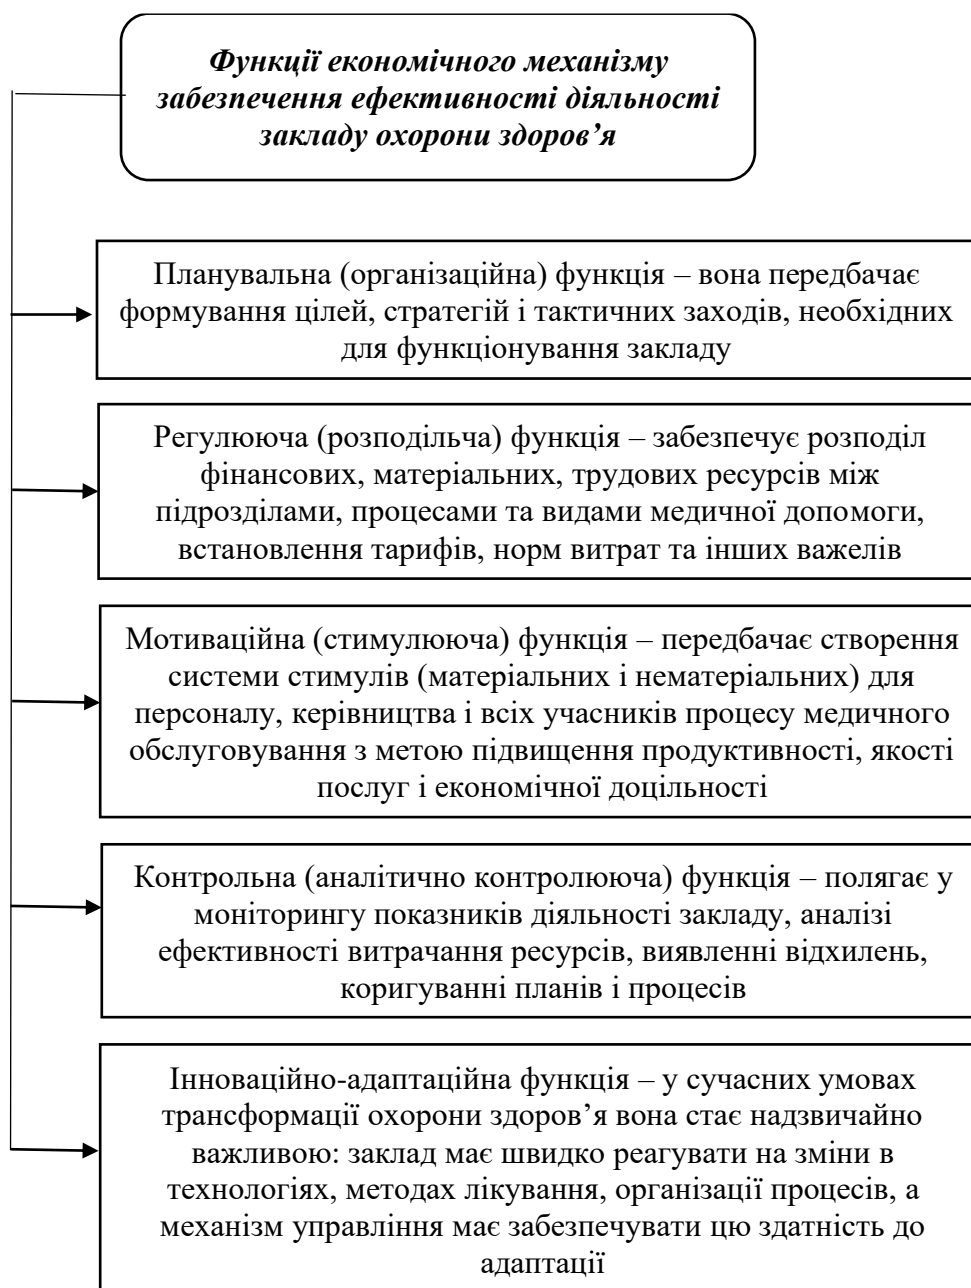 Функції економічного механізму
забезпечення ефективності діяльності
закладу охорони здоров’я
Планувальна (організаційна) функція – вона передбачає
формування цілей, стратегій і тактичних заходів, необхідних
для функціонування закладу
Регулююча (розподільча) функція – забезпечує розподіл
фінансових, матеріальних, трудових ресурсів між
підрозділами, процесами та видами медичної допомоги,
встановлення тарифів, норм витрат та інших важелів
Мотиваційна (стимулююча) функція – передбачає створення
системи стимулів (матеріальних і нематеріальних) для
персоналу, керівництва і всіх учасників процесу медичного
обслуговування з метою підвищення продуктивності, якості
послуг і економічної доцільності
Контрольна (аналітично контролююча) функція – полягає у
моніторингу показників діяльності закладу, аналізі
ефективності витрачання ресурсів, виявленні відхилень,
коригуванні планів і процесів
Інноваційно-адаптаційна функція – у сучасних умовах
трансформації охорони здоров’я вона стає надзвичайно
важливою: заклад має швидко реагувати на зміни в
технологіях, методах лікування, організації процесів, а
механізм управління має забезпечувати цю здатність до
адаптації